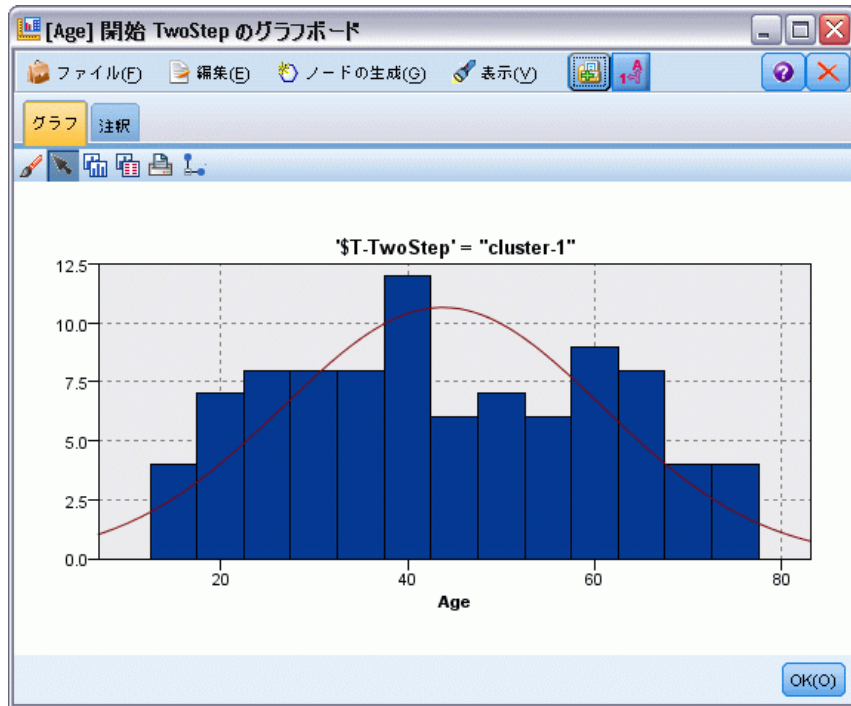 [Age] 開始 TwoStep のグラフボード
ファイル(F) 編集(E) ノードの生成(G) 表示(V)
グラフ 注釈
'$T-TwoStep' = "cluster-1"
12.5
10.0
7.5
5.0
2.5
0.0
20 40 60 80
Age
OK(O)